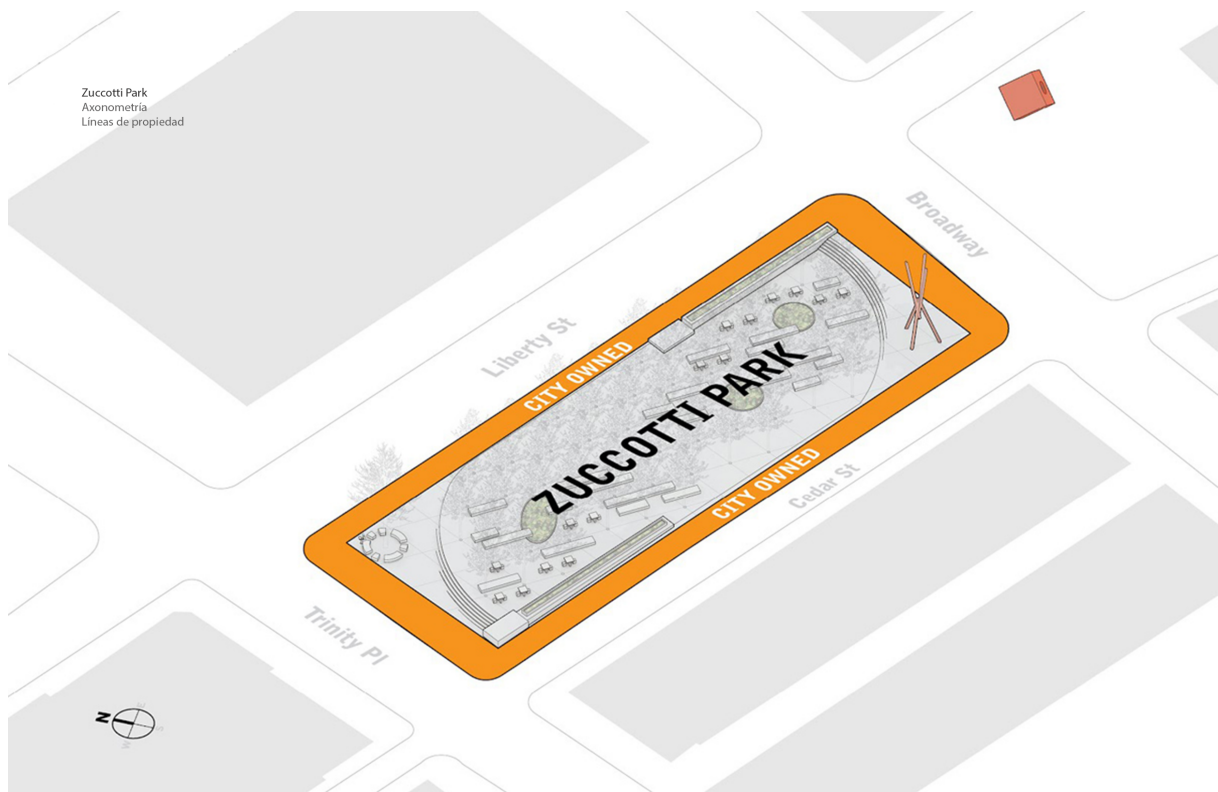 Zuccotti Park
Axonometría
Líneas de propiedad
Broadway
Liberty St
CITY OWNED
ZUCCOTTI PARK
CITY OWNED
Cedar St
Trinity Pl
N
E
S
W